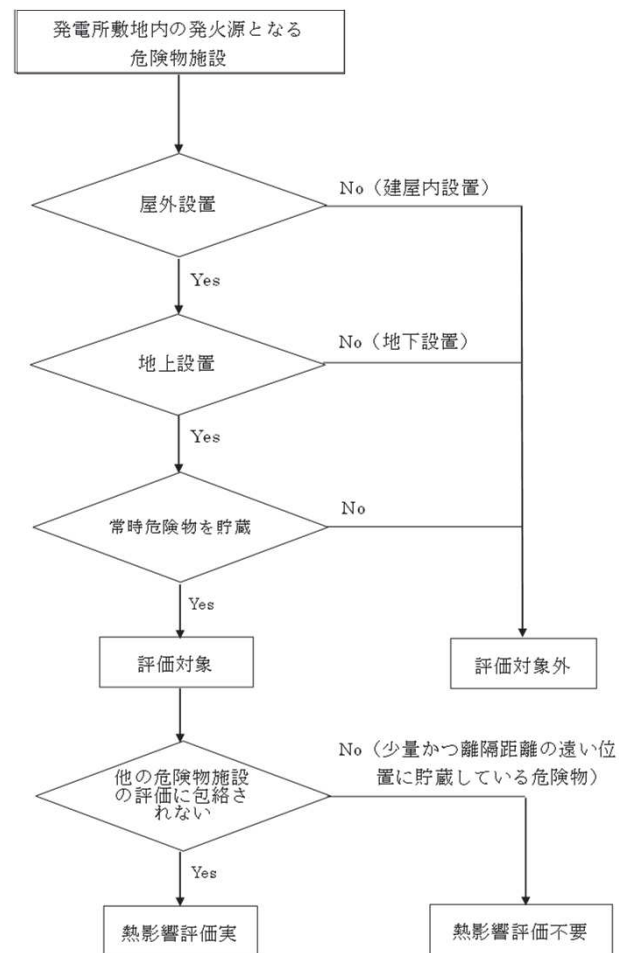 発電所敷地内の発火源となる
危険物施設
屋外設置
No（建屋内設置）
Yes
地上設置
No（地下設置）
Yes
常時危険物を貯蔵
No
Yes
評価対象
評価対象外
他の危険物施設
の評価に包絡さ
れない
No（少量かつ離隔距離の遠い位
置に貯蔵している危険物）
Yes
熱影響評価実
熱影響評価不要